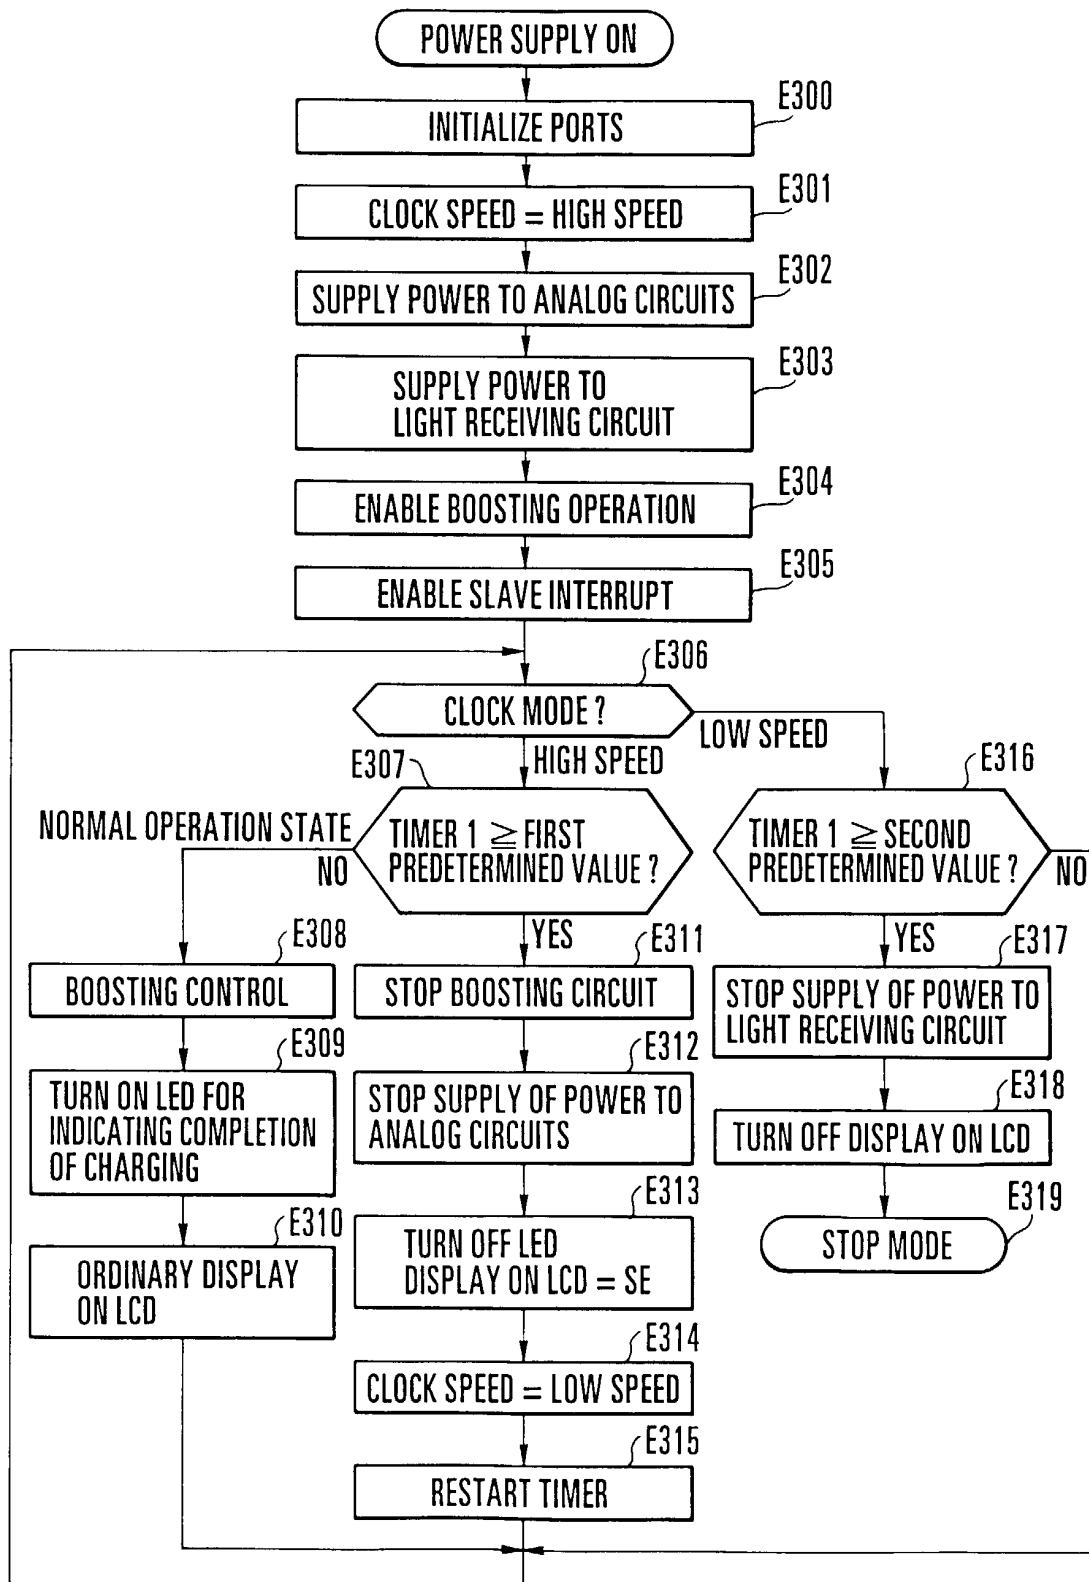 POWER SUPPLY ON
E300
INITIALIZE PORTS
E301
CLOCK SPEED = HIGH SPEED
E302
SUPPLY POWER TO ANALOG CIRCUITS
E303
SUPPLY POWER TO
LIGHT RECEIVING CIRCUIT
E304
ENABLE BOOSTING OPERATION
E305
ENABLE SLAVE INTERRUPT
E306
CLOCK MODE ?
LOW SPEED
HIGH SPEED
E307
TIMER 1 ≧ FIRST
PREDETERMINED VALUE ?
NORMAL OPERATION STATE
NO
YES
E316
TIMER 1 ≧ SECOND
PREDETERMINED VALUE ?
NO
YES
E308
BOOSTING CONTROL
E309
TURN ON LED FOR
INDICATING COMPLETION
OF CHARGING
E310
ORDINARY DISPLAY
ON LCD
E311
STOP BOOSTING CIRCUIT
E312
STOP SUPPLY OF POWER TO
ANALOG CIRCUITS
E313
TURN OFF LED
DISPLAY ON LCD = SE
E314
CLOCK SPEED = LOW SPEED
E315
RESTART TIMER
E317
STOP SUPPLY OF POWER TO
LIGHT RECEIVING CIRCUIT
E318
TURN OFF DISPLAY ON LCD
E319
STOP MODE